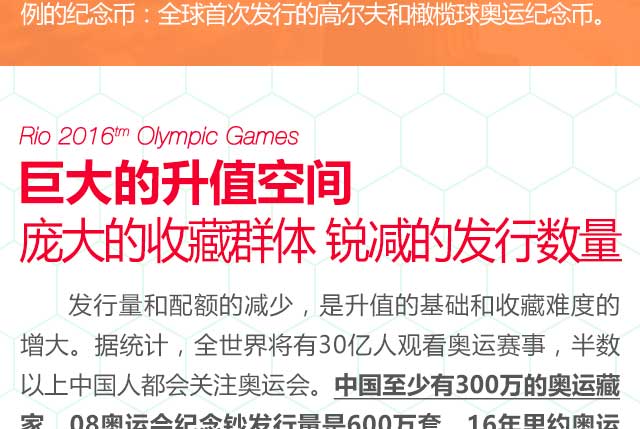 例的纪念币：全球首次发行的高尔夫和橄榄球奥运纪念币。
Rio 2016tm Olympic Games
巨大的升值空间
庞大的收藏群体 锐减的发行数量
发行量和配额的减少，是升值的基础和收藏难度的
增大。据统计，全世界将有30亿人观看奥运赛事，半数
以上中国人都会关注奥运会。中国至少有300万的奥运藏
家，08奥运会纪念钞发行量是600万套，16年里约奥运